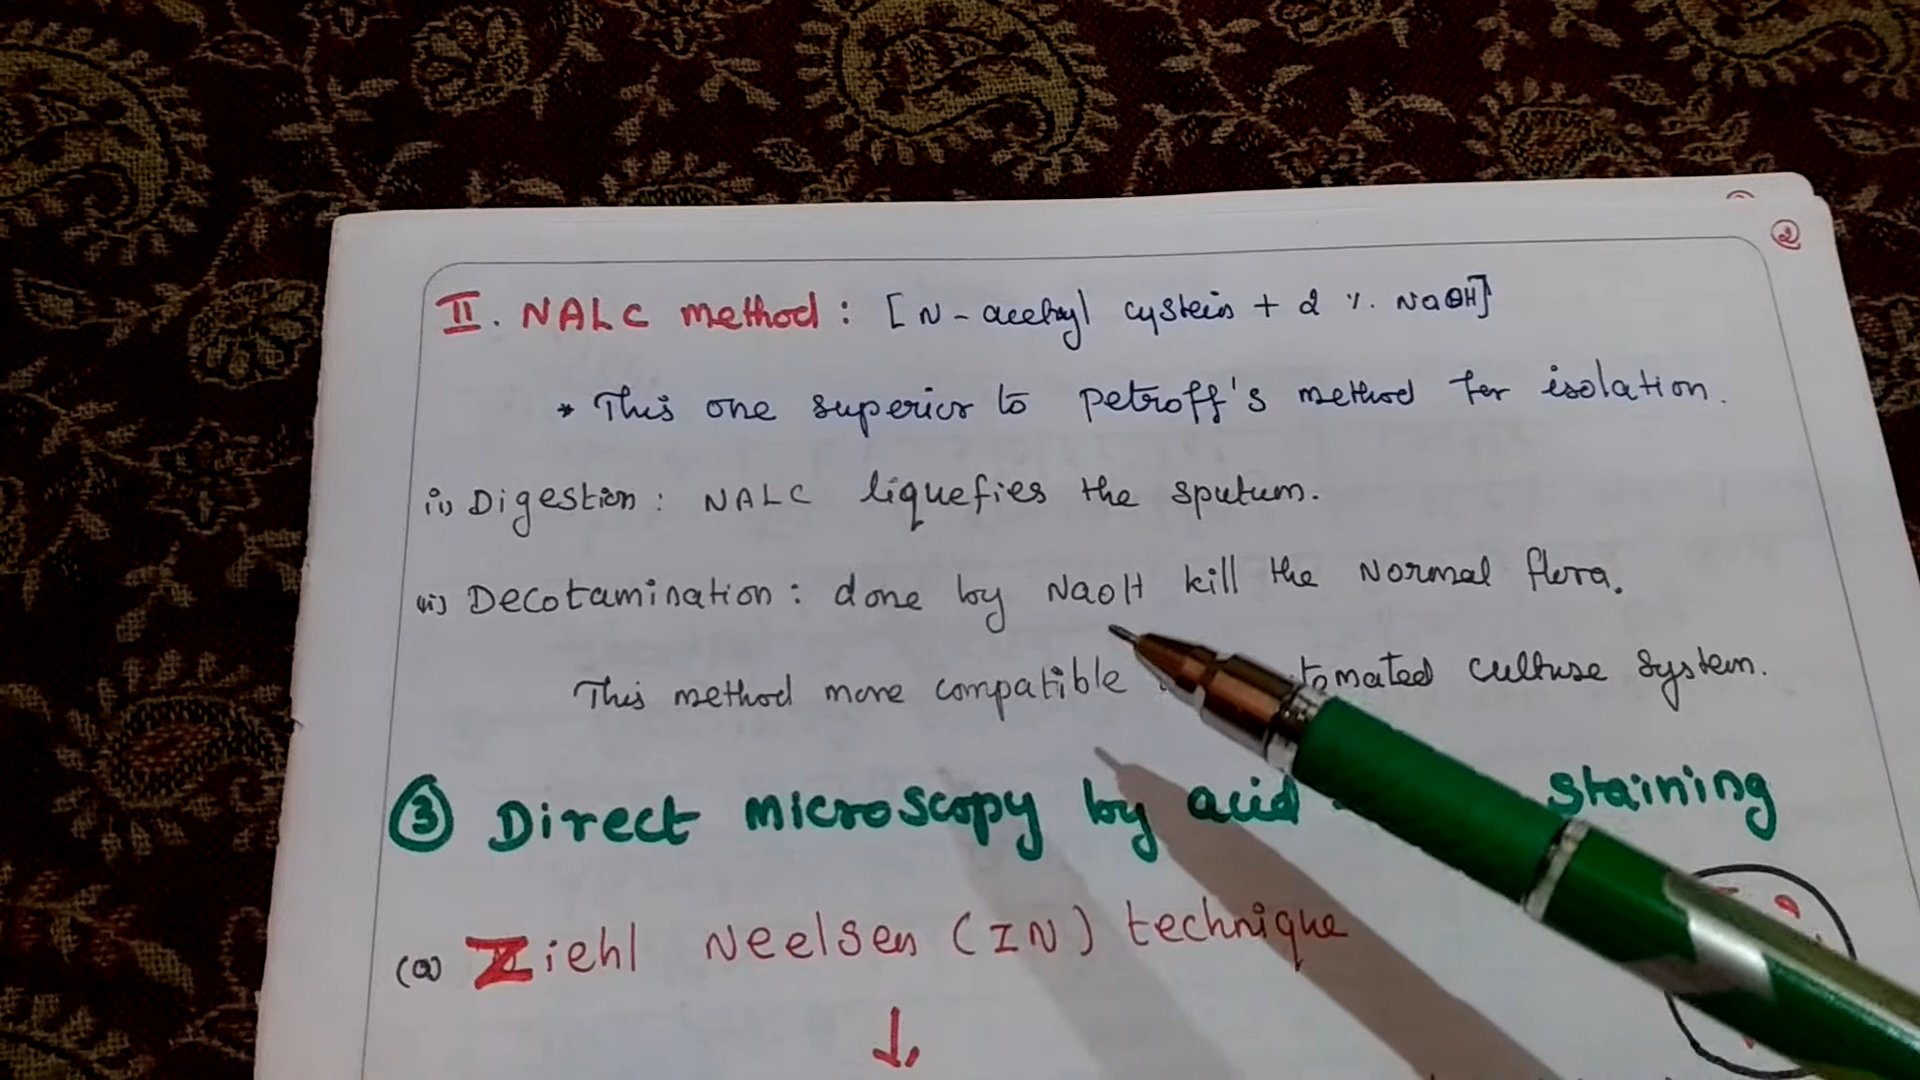 ②
II. NALC method : [N-acetyl cystein + 2 %. NaOH]
* This one superior to petroff's method for isolation.
i) Digestion : NALC liquefies the sputum.
ii) Decotamination : done by NaOH kill the Normal flora.
This method more compatible tomated culture system.
③ Direct microscopy by acid staining
(a) Ziehl Neelsen (ZN) technique
↓